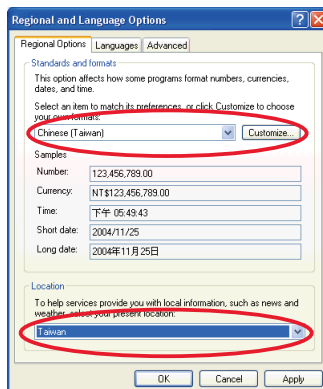 Regional and Language Options
Regional Options Languages Advanced
Standards and formats
This option affects how some programs format numbers, currencies,
dates, and time.
Select an item to match its preferences, or click Customize to choose
your own formats:
Chinese (Taiwan) Customize...
Samples
Number: 123,456,789.00
Currency: NT$123,456,789.00
Time: 下午 05:49:43
Short date: 2004/11/25
Long date: 2004年11月25日
Location
To help services provide you with local information, such as news and
weather, select your present location:
Taiwan
OK Cancel Apply